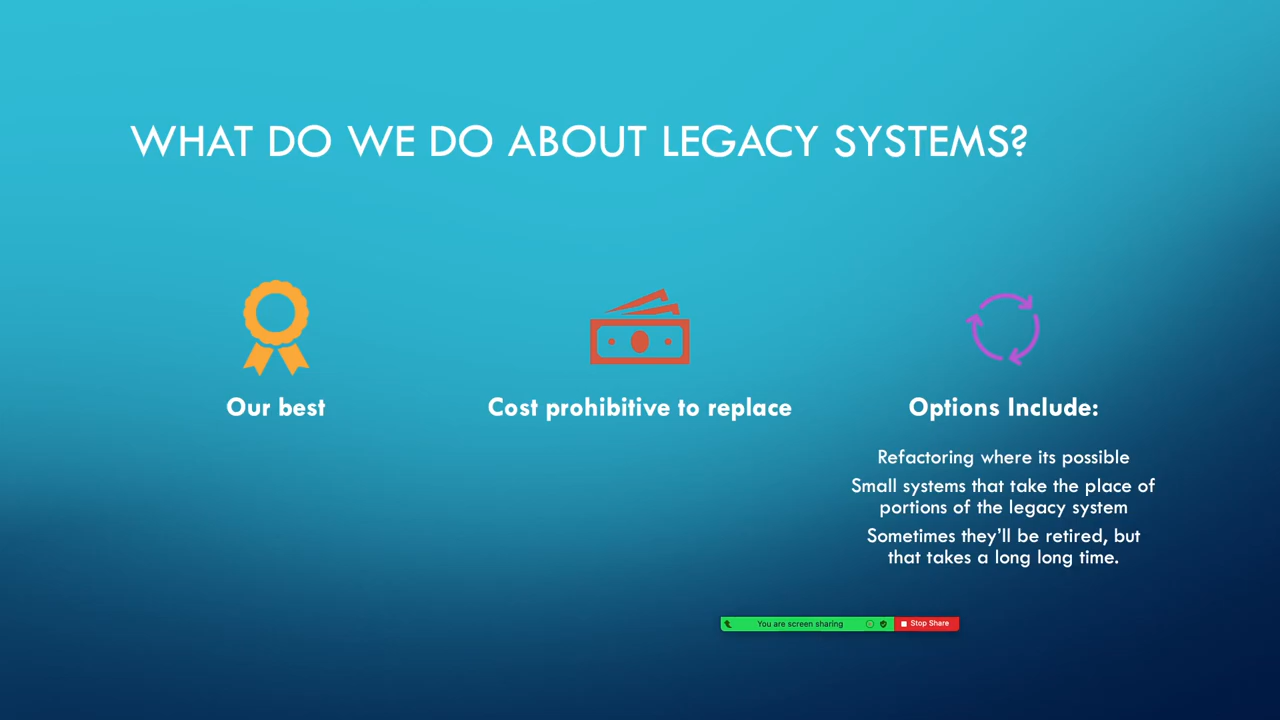 WHAT DO WE DO ABOUT LEGACY SYSTEMS?
Our best
Cost prohibitive to replace
Options Include:
Refactoring where its possible
Small systems that take the place of
portions of the legacy system
Sometimes they'll be retired, but
that takes a long long time.
You are screen sharing
Stop Share